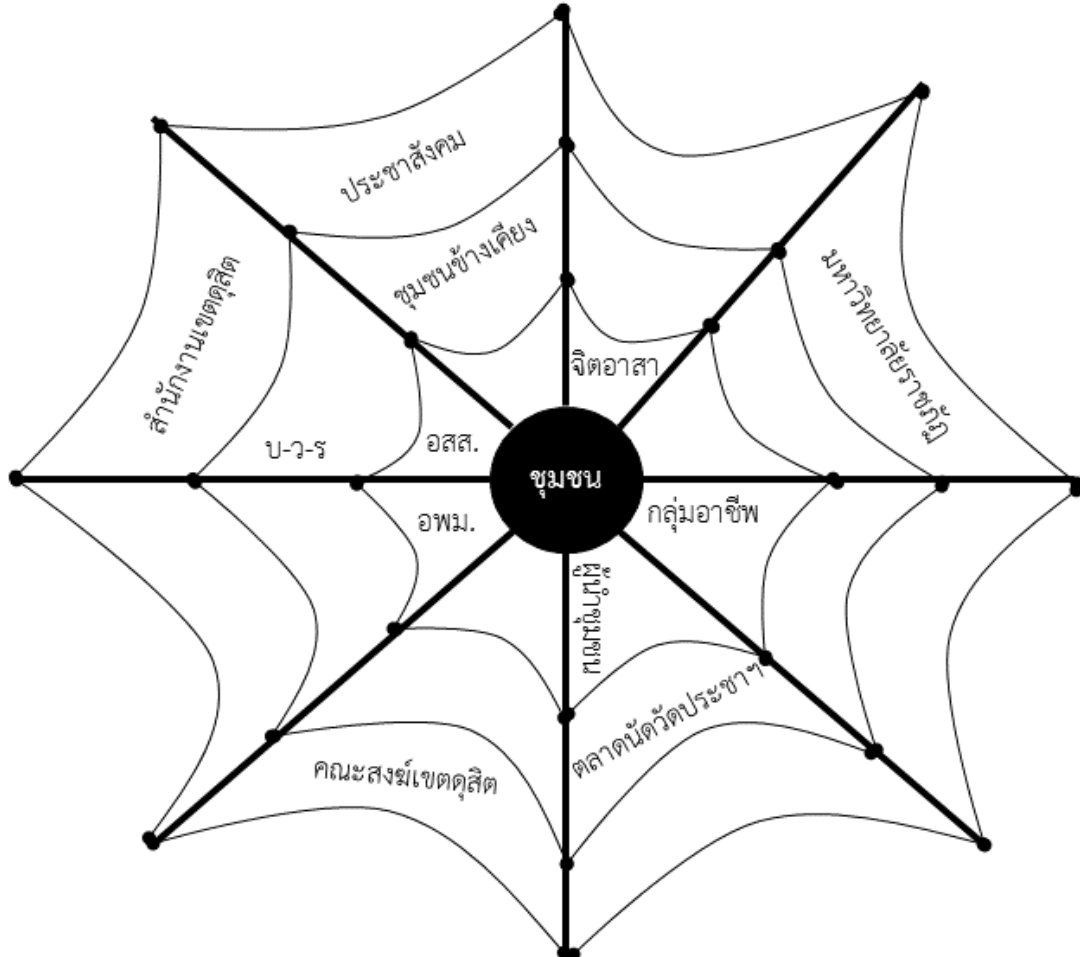 ประชาสังคม
ชุมชนข้างเคียง
มหาวิทยาลัยราชภัฏ
สำนักงานเขตดุสิต
จิตอาสา
บ-ว-ร
อสส.
ชุมชน
อพม.
กลุ่มอาชีพ
ผู้นำชุมชน
ตลาดนัดวัดประชาฯ
คณะสงฆ์เขตดุสิต